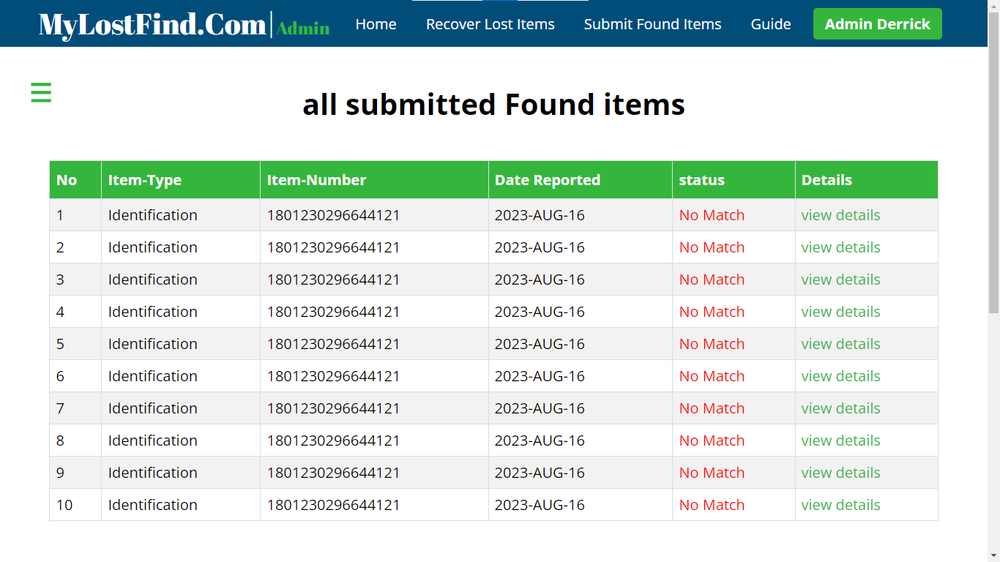 MyLostFind.Com Admin Home Recover Lost Items Submit Found Items Guide Admin Derrick
all submitted Found items
No Item-Type Item-Number Date Reported status Details
1 Identification 1801230296644121 2023-AUG-16 No Match view details
2 Identification 1801230296644121 2023-AUG-16 No Match view details
3 Identification 1801230296644121 2023-AUG-16 No Match view details
4 Identification 1801230296644121 2023-AUG-16 No Match view details
5 Identification 1801230296644121 2023-AUG-16 No Match view details
6 Identification 1801230296644121 2023-AUG-16 No Match view details
7 Identification 1801230296644121 2023-AUG-16 No Match view details
8 Identification 1801230296644121 2023-AUG-16 No Match view details
9 Identification 1801230296644121 2023-AUG-16 No Match view details
10 Identification 1801230296644121 2023-AUG-16 No Match view details